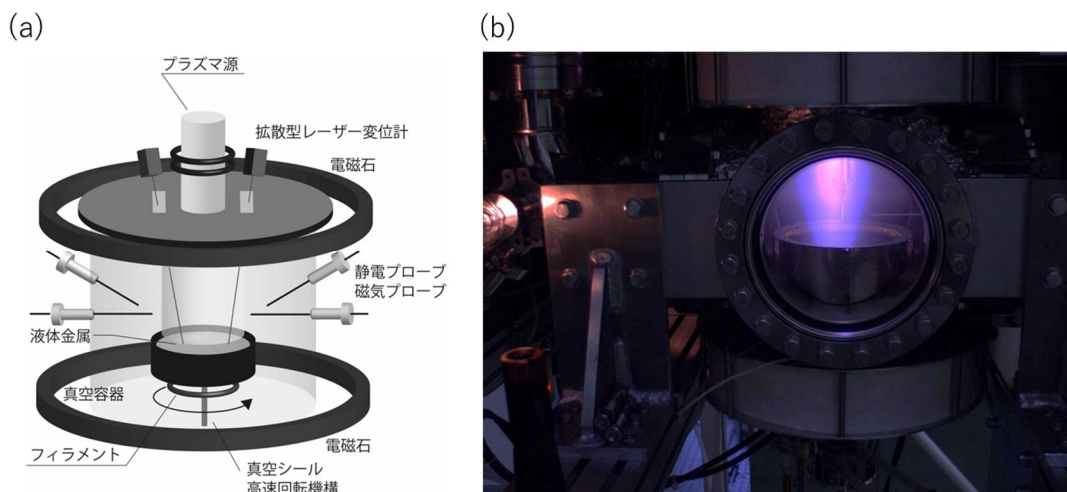 (a)
(b)
プラズマ源
拡散型レーザー変位計
電磁石
静電プローブ
磁気プローブ
液体金属
真空容器
電磁石
フィラメント
真空シール
高速回転機構